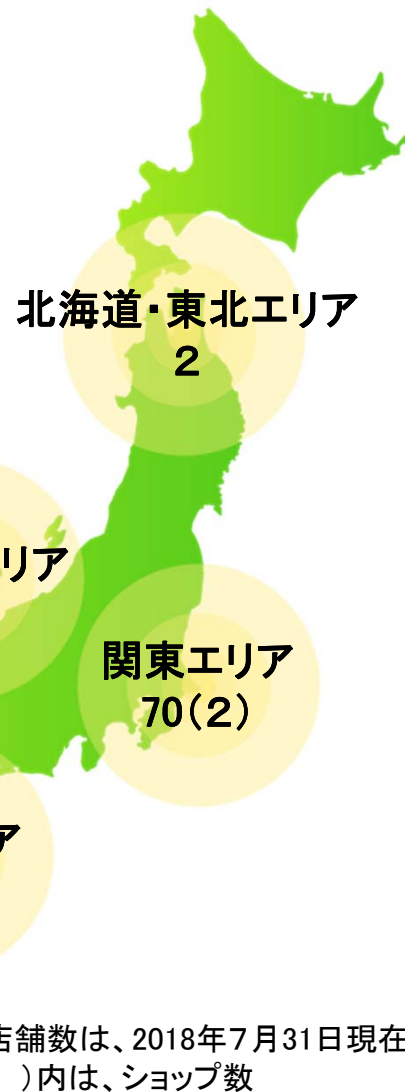 北海道・東北エリア
2
リア
関東エリア
70(2)
ア
店舗数は、2018年7月31日現在
)内は、ショップ数